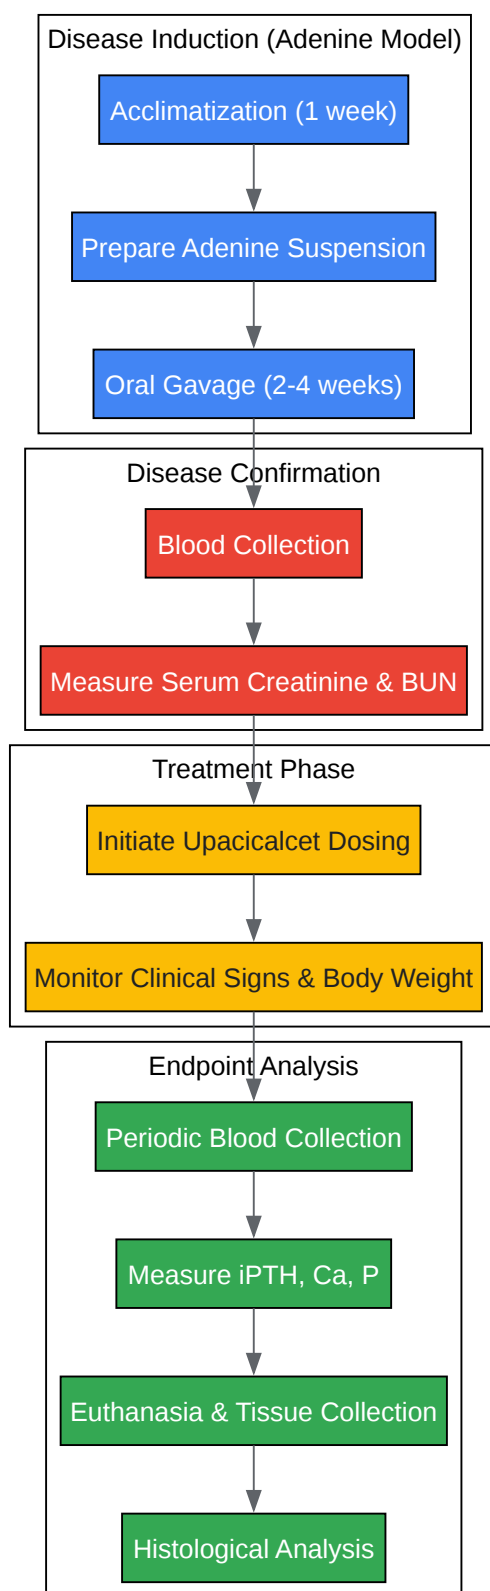 Disease Induction (Adenine Model)
Acclimatization (1 week)
Prepare Adenine Suspension
Oral Gavage (2-4 weeks)
Disease Confirmation
Blood Collection
Measure Serum Creatinine & BUN
Treatment Phase
Initiate Upacicalcet Dosing
Monitor Clinical Signs & Body Weight
Endpoint Analysis
Periodic Blood Collection
Measure iPTH, Ca, P
Euthanasia & Tissue Collection
Histological Analysis